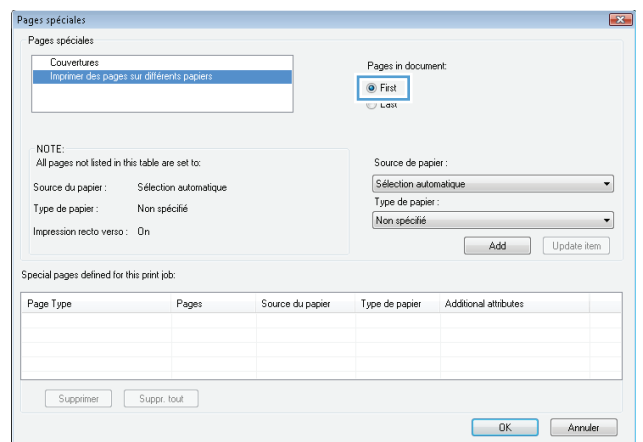 Pages spéciales
Pages spéciales
Couvertures
Imprimer des pages sur différents papiers
Pages in document:
First
Last
NOTE:
All pages not listed in this table are set to:
Source du papier : Sélection automatique
Type de papier : Non spécifié
Impression recto verso : On
Source de papier :
Sélection automatique
Type de papier :
Non spécifié
Add Update item
Special pages defined for this print job:
Page Type Pages Source du papier Type de papier Additional attributes
Supprimer Suppr. tout
OK Annuler